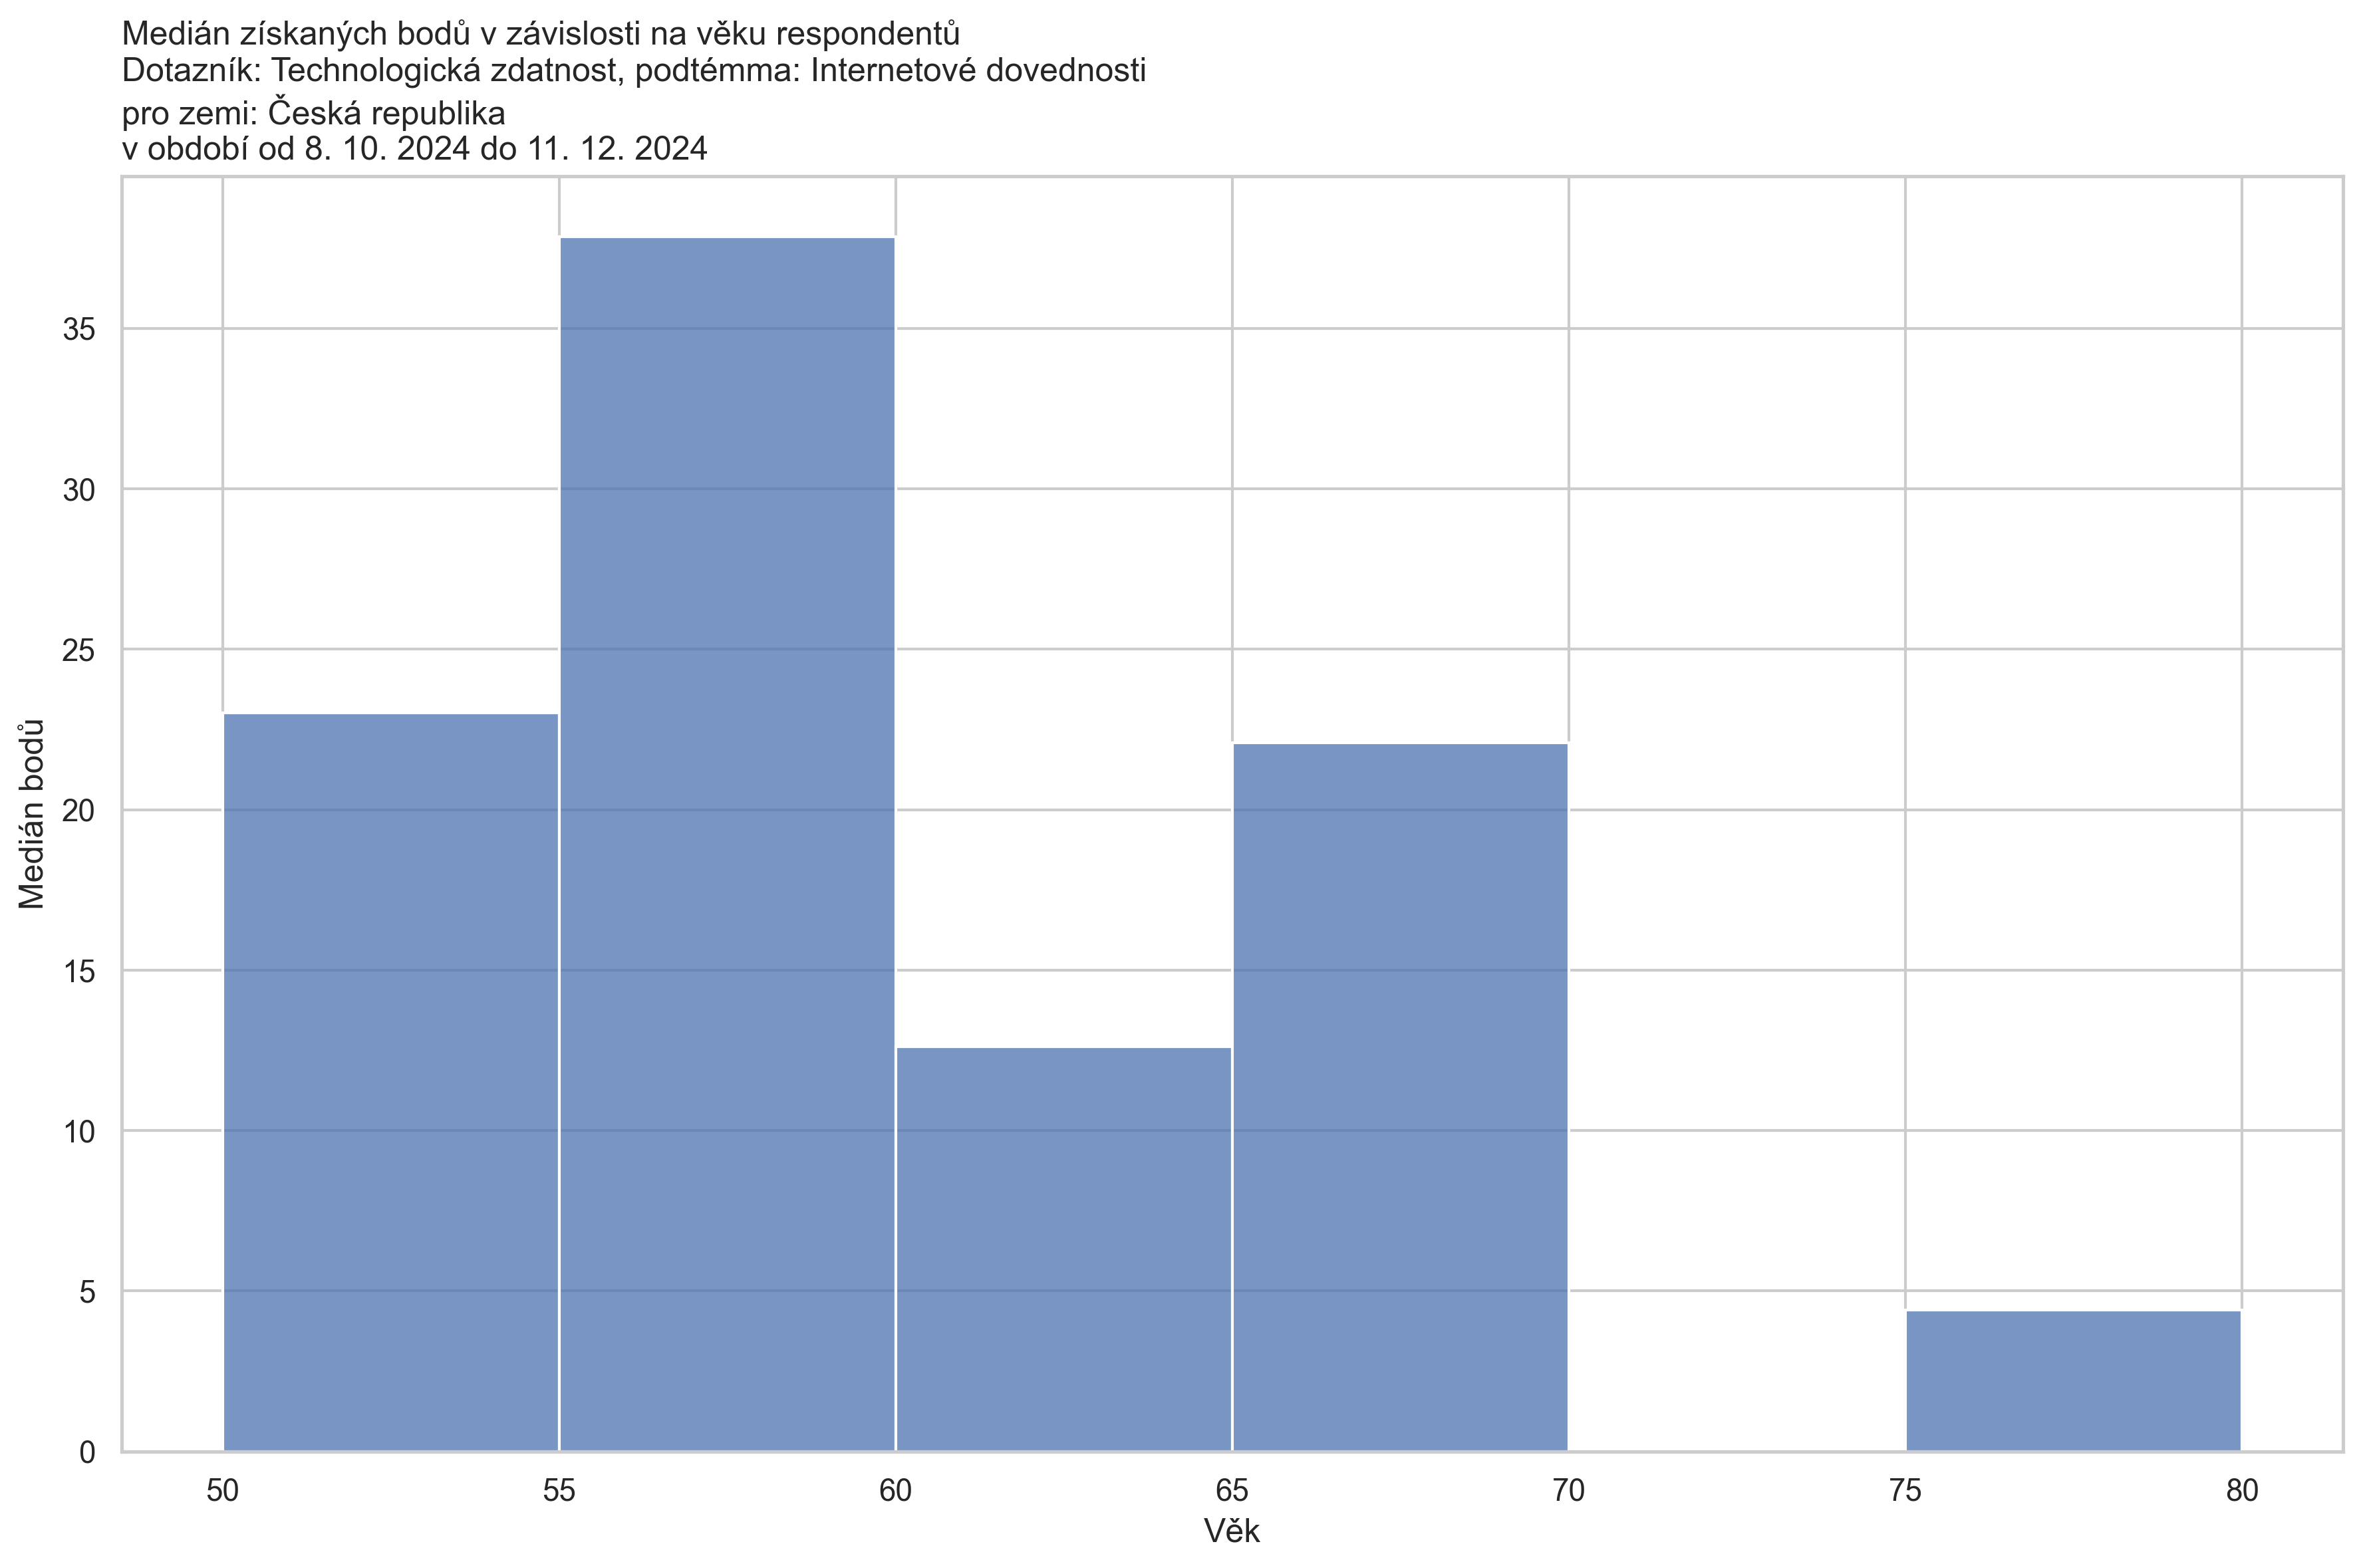 Medián získaných bodů v závislosti na věku respondentů
Dotazník: Technologická zdatnost, podtémma: Internetové dovednosti
pro zemi: Česká republika
v období od 8. 10. 2024 do 11. 12. 2024
35
30
25
20
15
10
5
0
Medián bodů
50 55 60 65 70 75 80
Věk